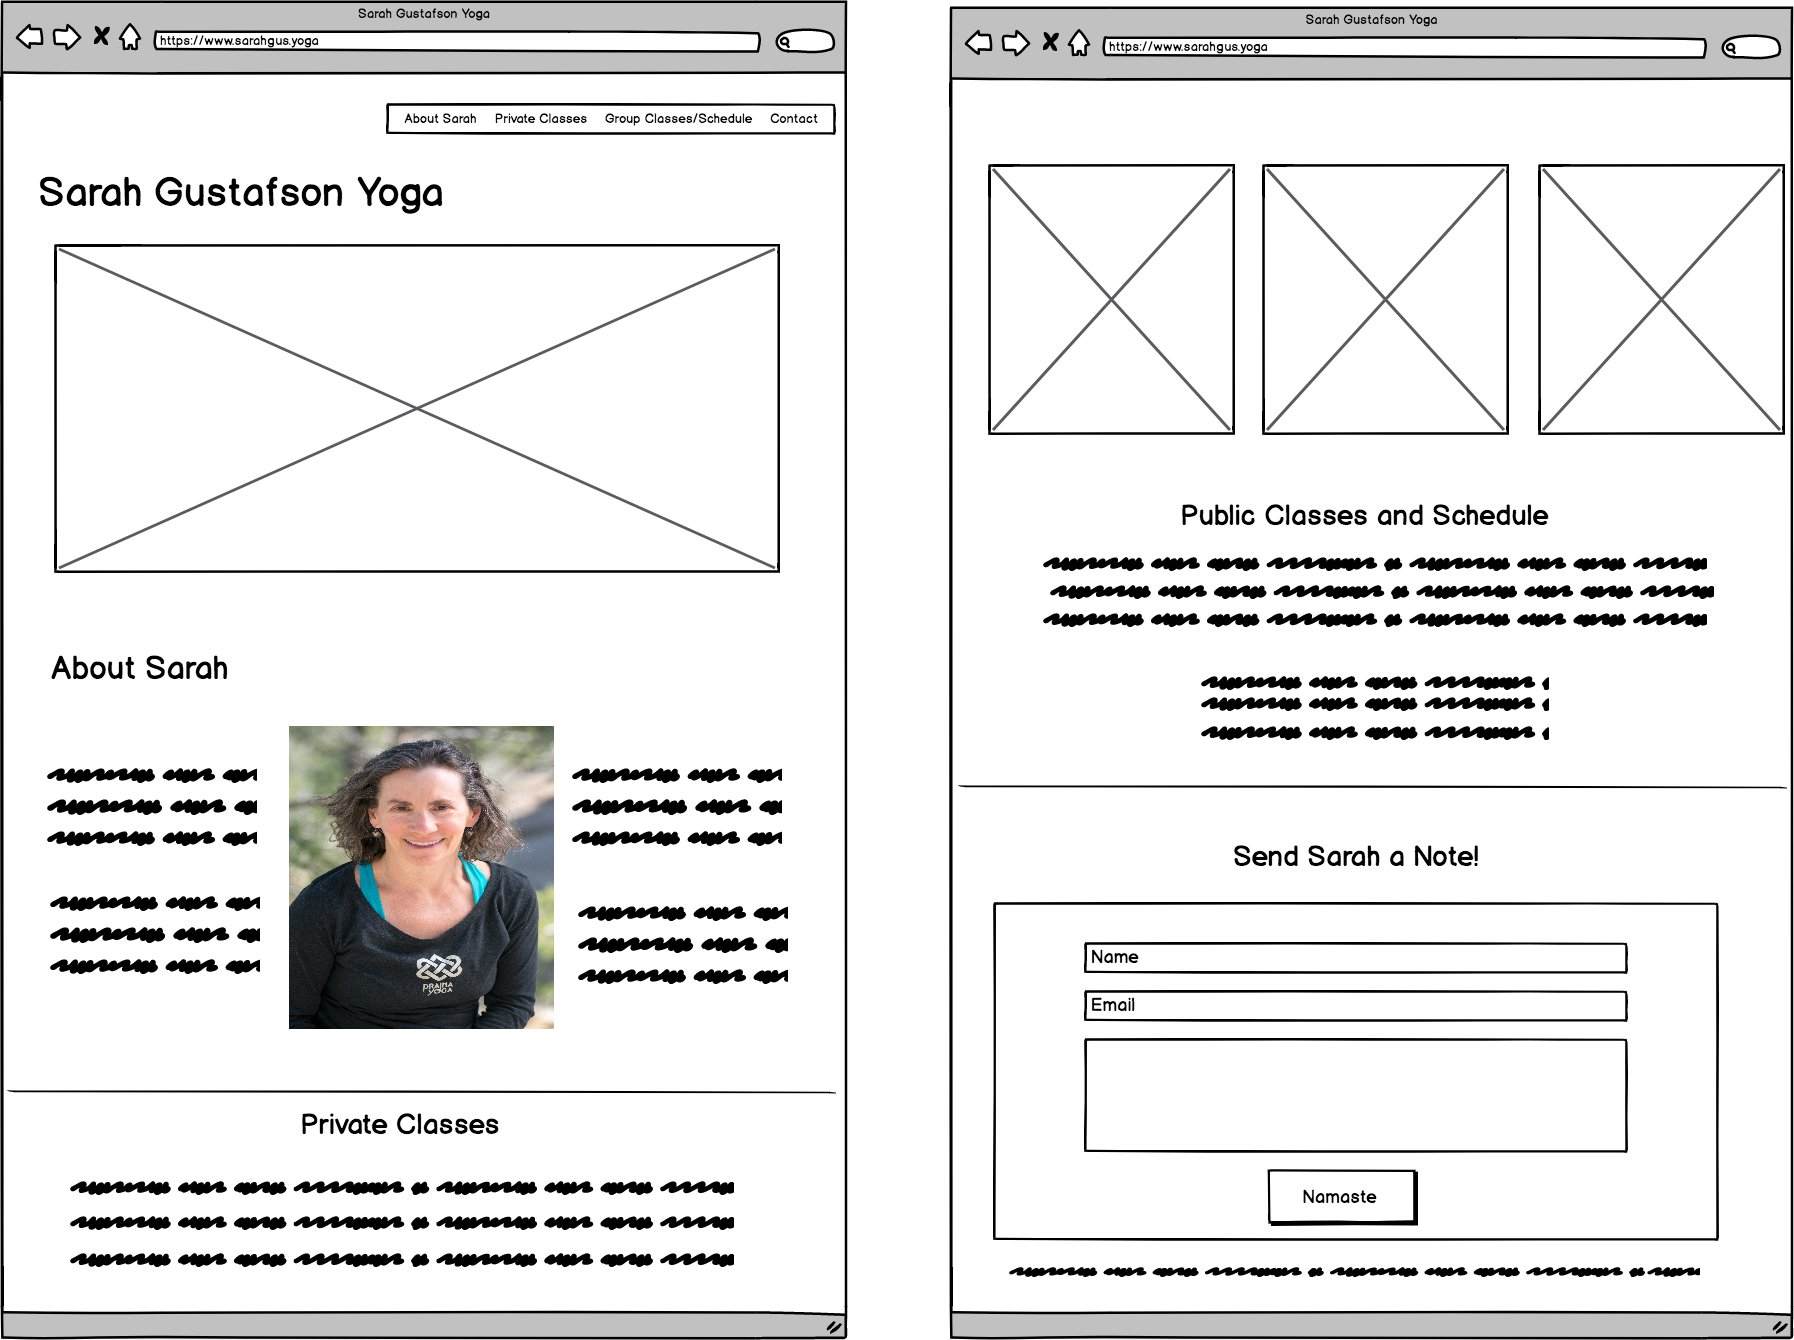 Sarah Gustafson Yoga
https://www.sarahgus.yoga
About Sarah Private Classes Group Classes/Schedule Contact
Sarah Gustafson Yoga
About Sarah
PRAJNA
YOGA
Private Classes
Sarah Gustafson Yoga
https://www.sarahgus.yoga
Public Classes and Schedule
Send Sarah a Note!
Name
Email
Namaste